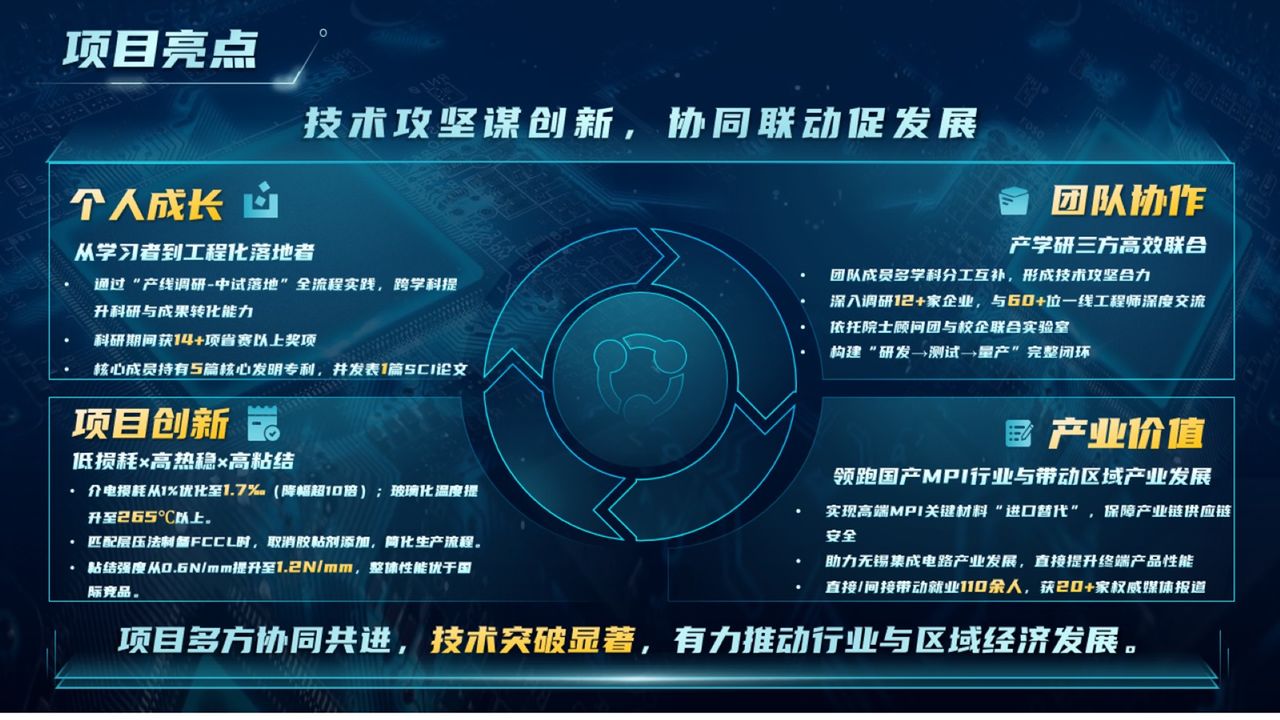 项目亮点
技术攻坚谋创新，协同联动促发展
个人成长
从学习者到工程化落地者
• 通过“产线调研-中试落地”全流程实践，跨学科提
升科研与成果转化能力
• 科研期间获14+项省赛以上奖项
• 核心成员持有5篇核心发明专利，并发表1篇SCI论文
团队协作
产学研三方高效联合
• 团队成员多学科分工互补，形成技术攻坚合力
• 深入调研12+家企业，与60+位一线工程师深度交流
• 依托院士顾问团与校企联合实验室
• 构建“研发→测试→量产”完整闭环
项目创新
低损耗×高热稳×高粘结
• 介电损耗从1%优化至1.7‰（降幅超10倍）；玻璃化温度提
升至265℃以上。
• 匹配层压法制备FCCL时，取消胶粘剂添加，简化生产流程。
• 粘结强度从0.6N/mm提升至1.2N/mm，整体性能优于国
际竞品。
产业价值
领跑国产MPI行业与带动区域产业发展
• 实现高端MPI关键材料“进口替代”，保障产业链供应链
安全
• 助力无锡集成电路产业发展，直接提升终端产品性能
• 直接/间接带动就业110余人，获20+家权威媒体报道
项目多方协同共进，技术突破显著，有力推动行业与区域经济发展。